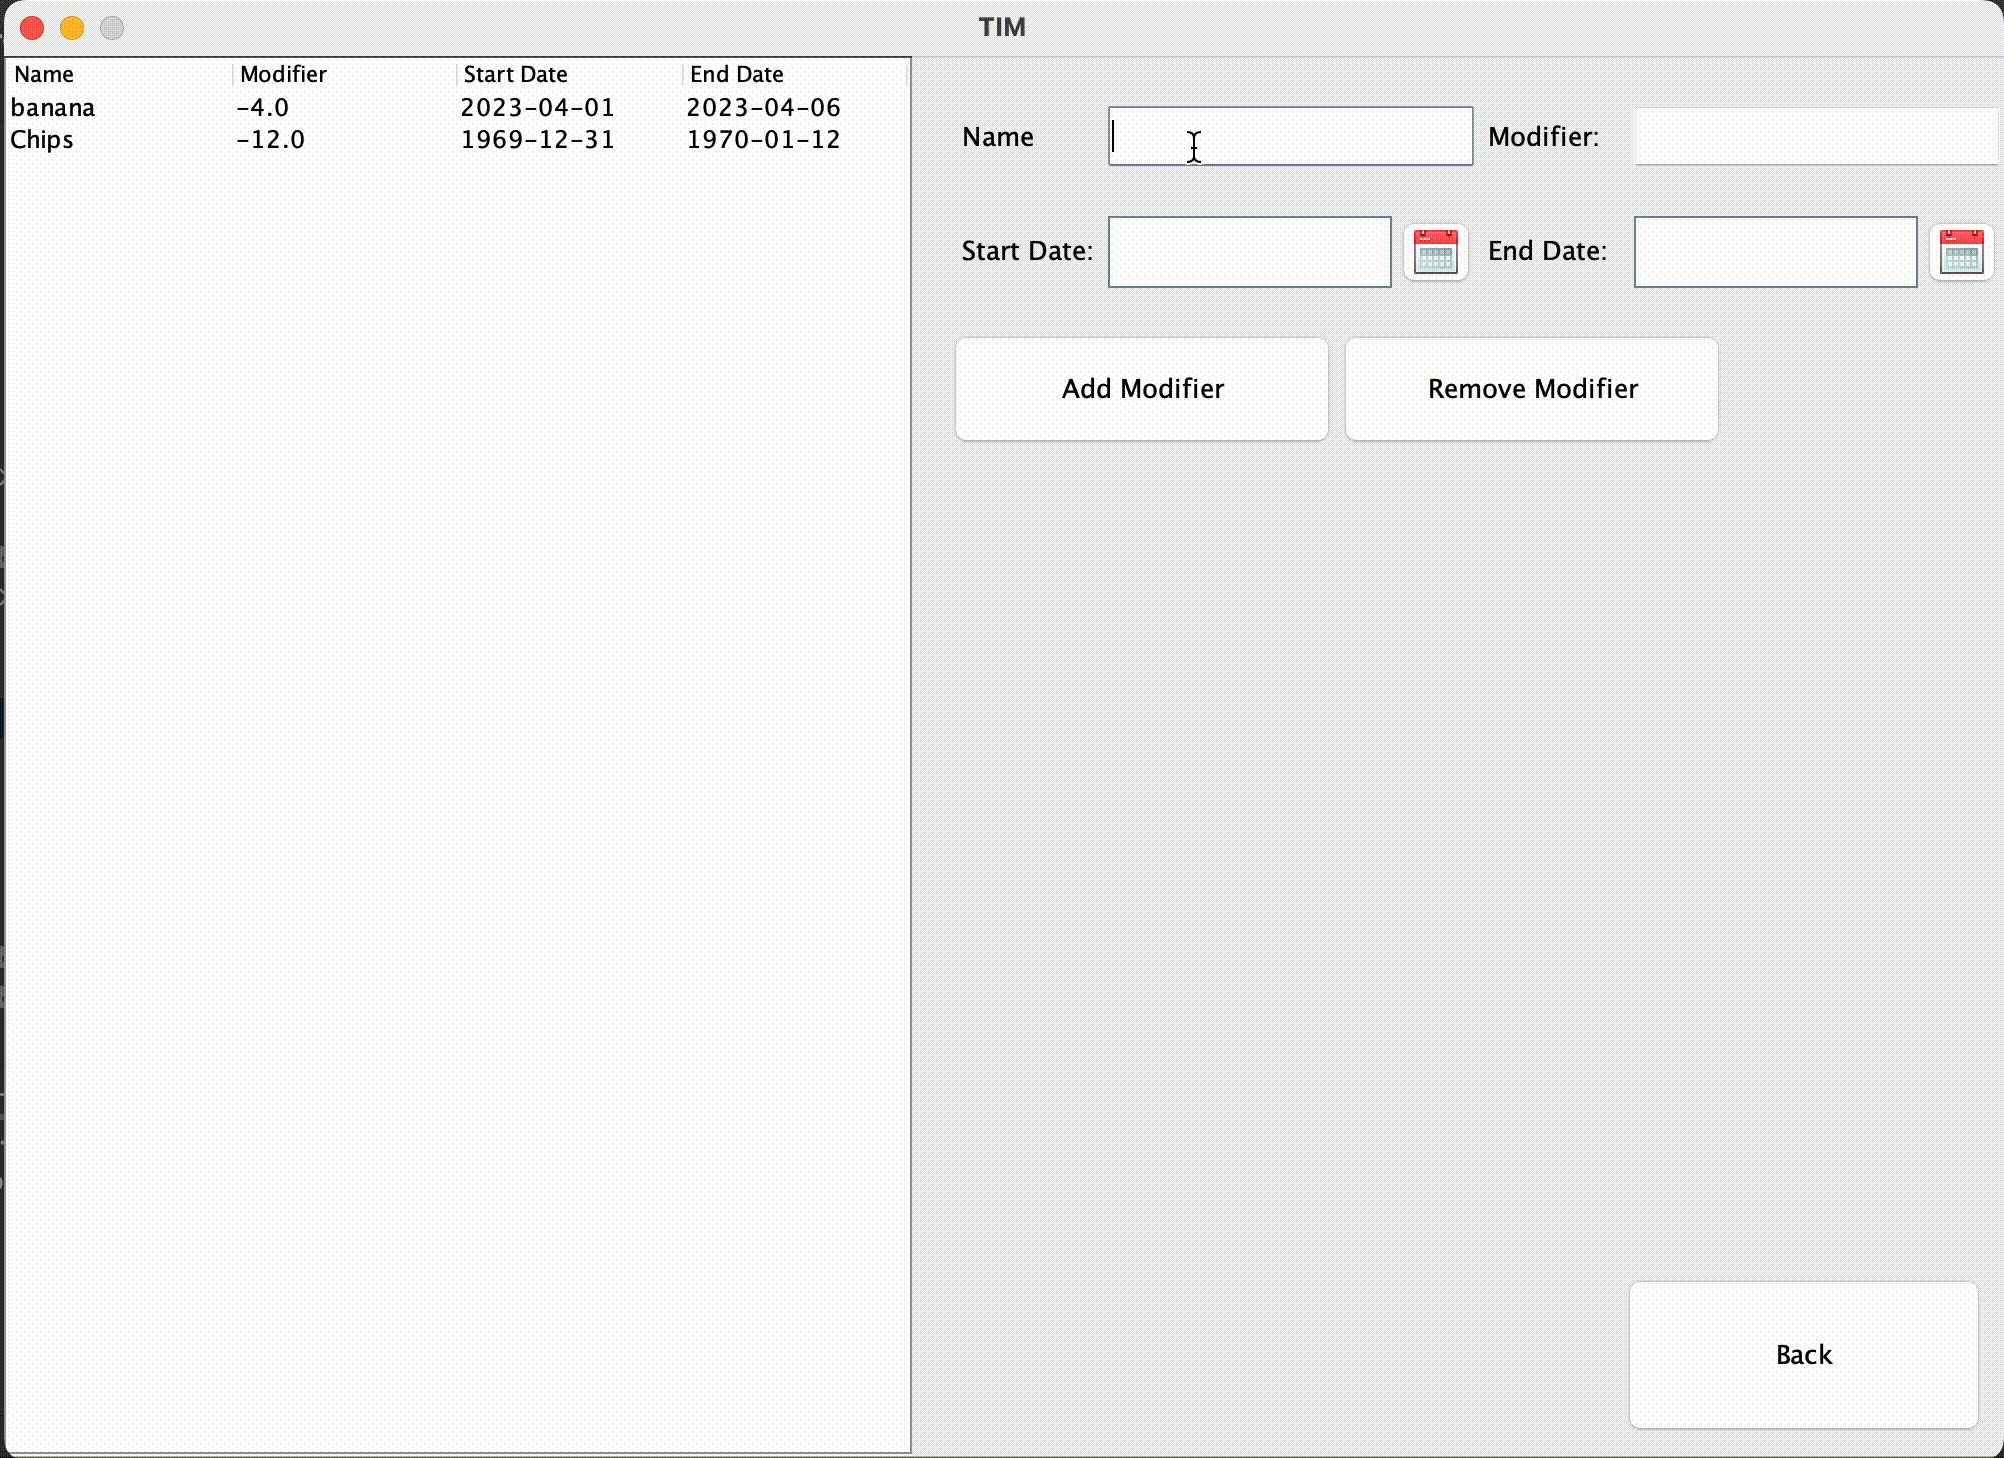 TIM
Name Modifier Start Date End Date
banana -4.0 2023-04-01 2023-04-06
Chips -12.0 1969-12-31 1970-01-12
Name Modifier:
Start Date: End Date:
Add Modifier Remove Modifier
Back